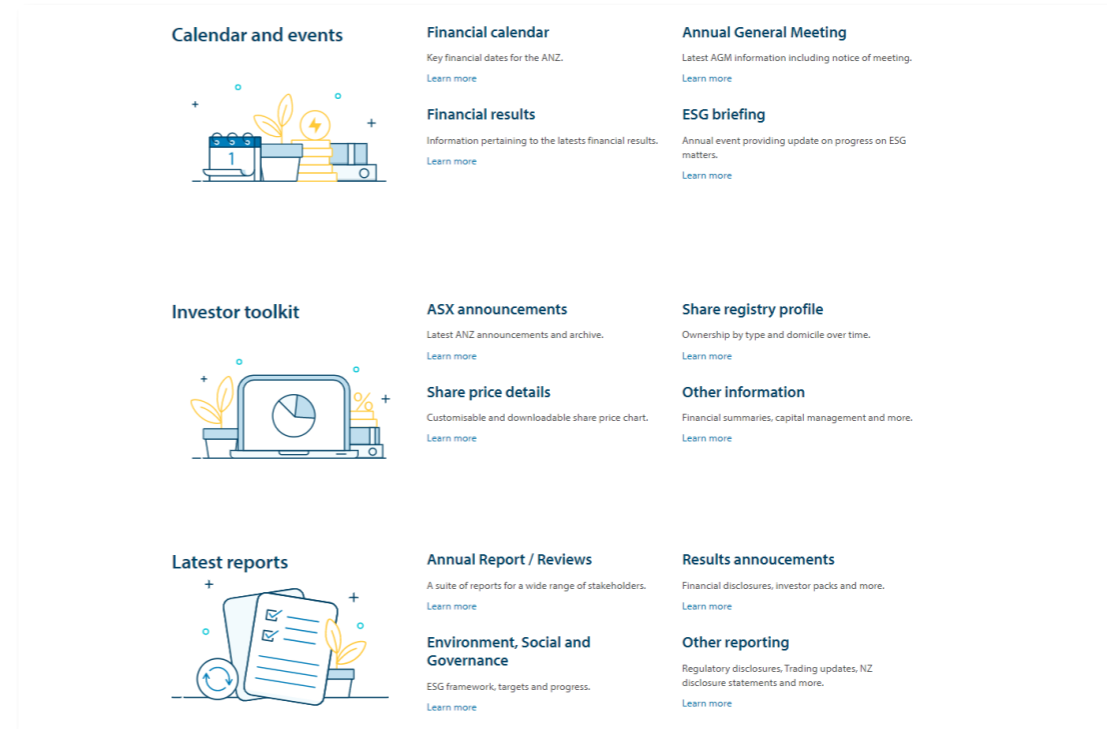 Calendar and events
Financial calendar
Key financial dates for the ANZ.
Learn more
Annual General Meeting
Latest AGM information including notice of meeting.
Learn more
1
Financial results
Information pertaining to the latests financial results.
Learn more
ESG briefing
Annual event providing update on progress on ESG
matters.
Learn more
Investor toolkit
ASX announcements
Latest ANZ announcements and archive.
Learn more
Share registry profile
Ownership by type and domicile over time.
Learn more
%
Share price details
Customisable and downloadable share price chart.
Learn more
Other information
Financial summaries, capital management and more.
Learn more
Latest reports
Annual Report / Reviews
A suite of reports for a wide range of stakeholders.
Learn more
Results annoucements
Financial disclosures, investor packs and more.
Learn more
Environment, Social and
Governance
ESG framework, targets and progress.
Learn more
Other reporting
Regulatory disclosures, Trading updates, NZ
disclosure statements and more.
Learn more